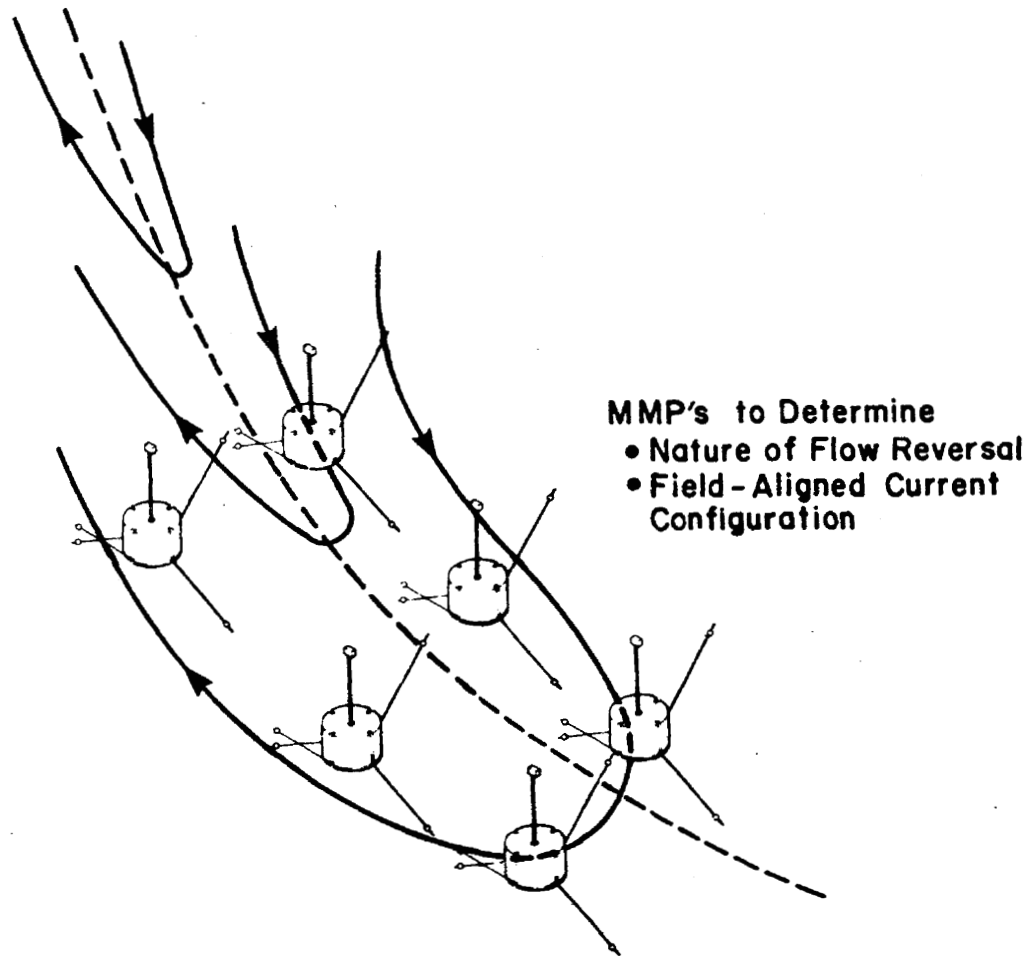 MMP's to Determine
• Nature of Flow Reversal
• Field-Aligned Current
Configuration